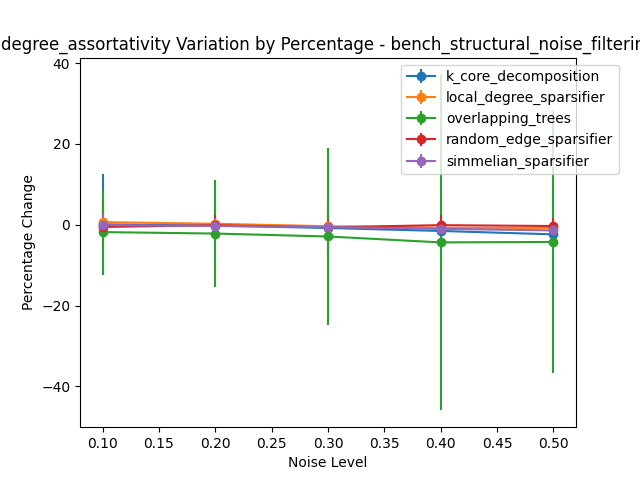 degree_assortativity Variation by Percentage - bench_structural_noise_filterin
k_core_decomposition
local_degree_sparsifier
overlapping_trees
random_edge_sparsifier
simmelian_sparsifier
40
20
0
−20
−40
Percentage Change
0.10 0.15 0.20 0.25 0.30 0.35 0.40 0.45 0.50
Noise Level